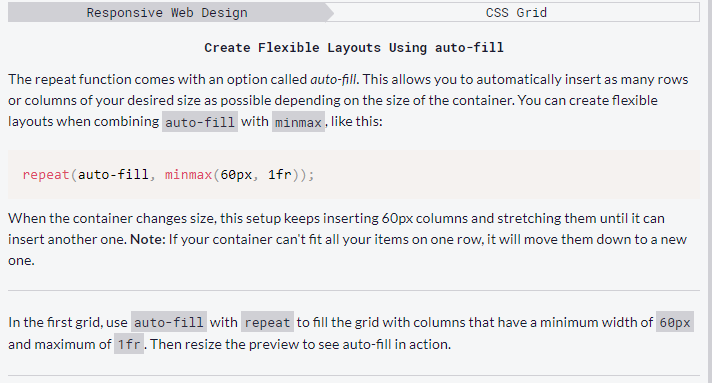 Responsive Web Design
CSS Grid
Create Flexible Layouts Using auto-fill
The repeat function comes with an option called auto-fill. This allows you to automatically insert as many rows
or columns of your desired size as possible depending on the size of the container. You can create flexible
layouts when combining auto-fill with minmax, like this:
repeat(auto-fill, minmax(60px, 1fr));
When the container changes size, this setup keeps inserting 60px columns and stretching them until it can
insert another one. Note: If your container can't fit all your items on one row, it will move them down to a new
one.
In the first grid, use auto-fill with repeat to fill the grid with columns that have a minimum width of 60px
and maximum of 1fr. Then resize the preview to see auto-fill in action.